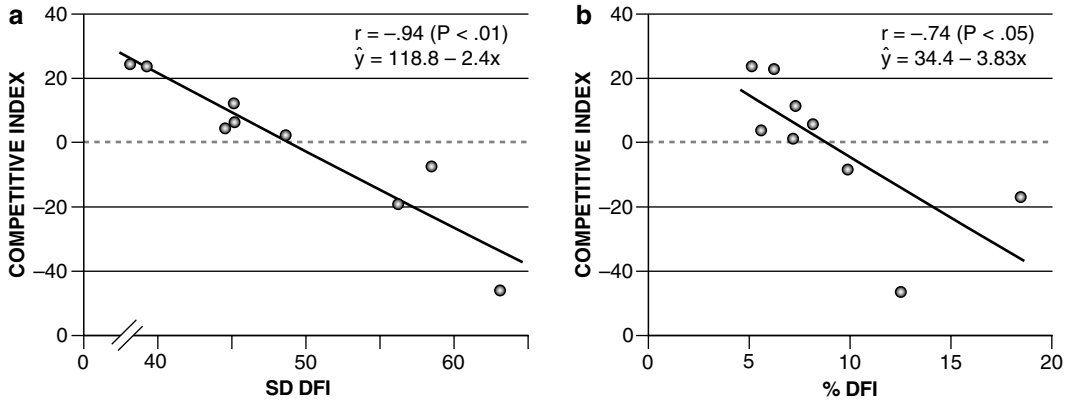 a
r = –.94 (P < .01)
ŷ = 118.8 – 2.4x
COMPETITIVE INDEX
40
20
0
–20
–40
0
0
40
50
60
SD DFI
b
r = –.74 (P < .05)
ŷ = 34.4 – 3.83x
COMPETITIVE INDEX
40
20
0
–20
–40
0
0
5
10
15
20
% DFI